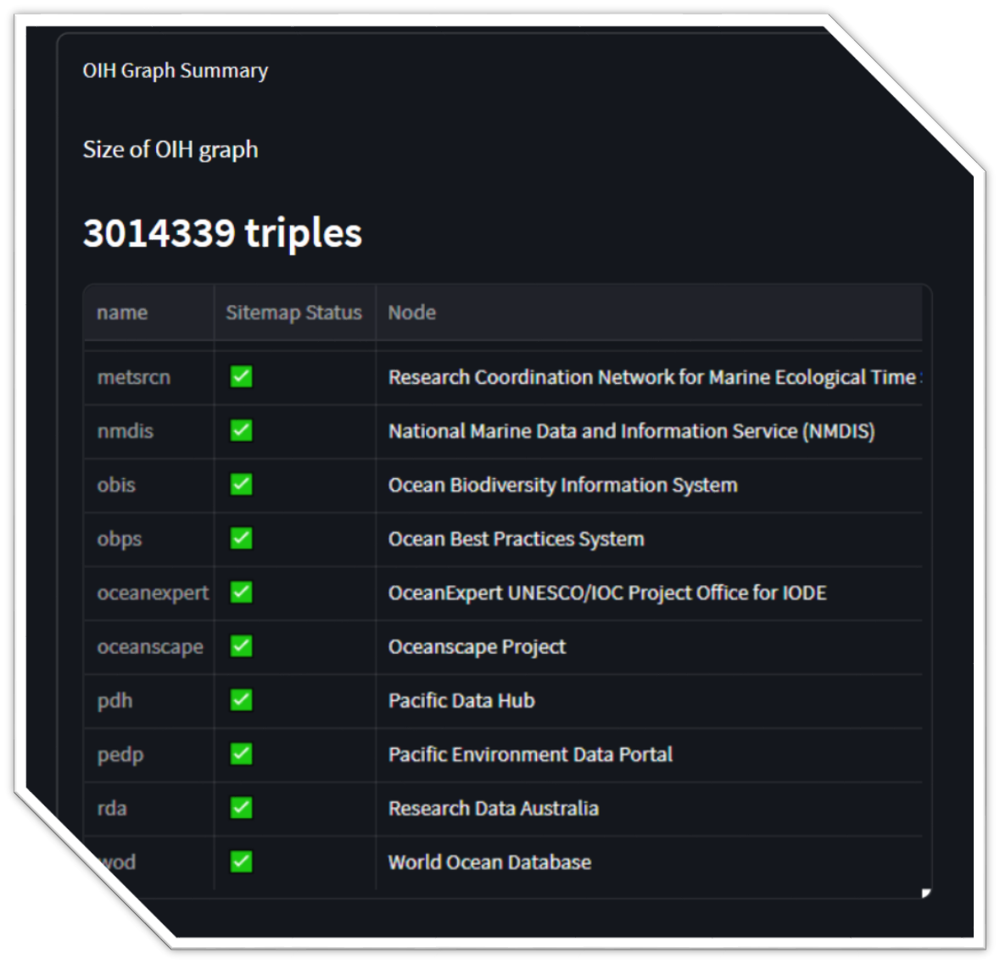 OIH Graph Summary
Size of OIH graph
3014339 triples
name Sitemap Status Node
metsrcn ✅ Research Coordination Network for Marine Ecological Time
nmdis ✅ National Marine Data and Information Service (NMDIS)
obis ✅ Ocean Biodiversity Information System
obps ✅ Ocean Best Practices System
oceanexpert ✅ OceanExpert UNESCO/IOC Project Office for IODE
oceanscape ✅ Oceanscape Project
pdh ✅ Pacific Data Hub
pedp ✅ Pacific Environment Data Portal
rda ✅ Research Data Australia
wod ✅ World Ocean Database